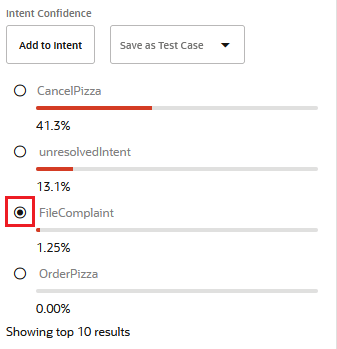 Intent Confidence
Add to Intent
Save as Test Case
CancelPizza
41.3%
unresolvedIntent
13.1%
FileComplaint
1.25%
OrderPizza
0.00%
Showing top 10 results